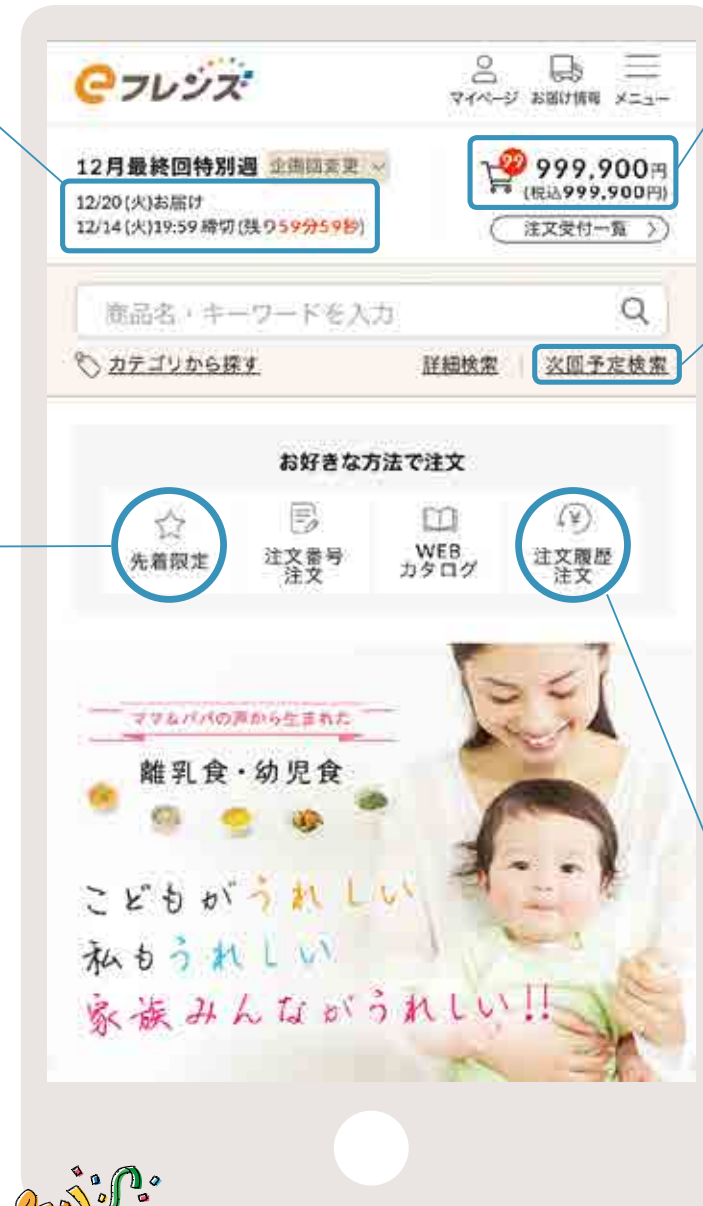 eフレンズ
マイページ お届け情報 メニュー
12月最終回特別週 企画回変更
12/20(火)お届け
12/14(火)19:59 締切(残り59分59秒)
99 999,900円
(税込999,900円)
注文受付一覧
商品名・キーワードを入力
カテゴリから探す 詳細検索 次回予定検索
お好きな方法で注文
先着限定
注文番号
注文
WEB
カタログ
注文履歴
注文
ママ&パパの声から生まれた
離乳食・幼児食
こどもがうれしい
私もうれしい
家族みんながうれしい!!